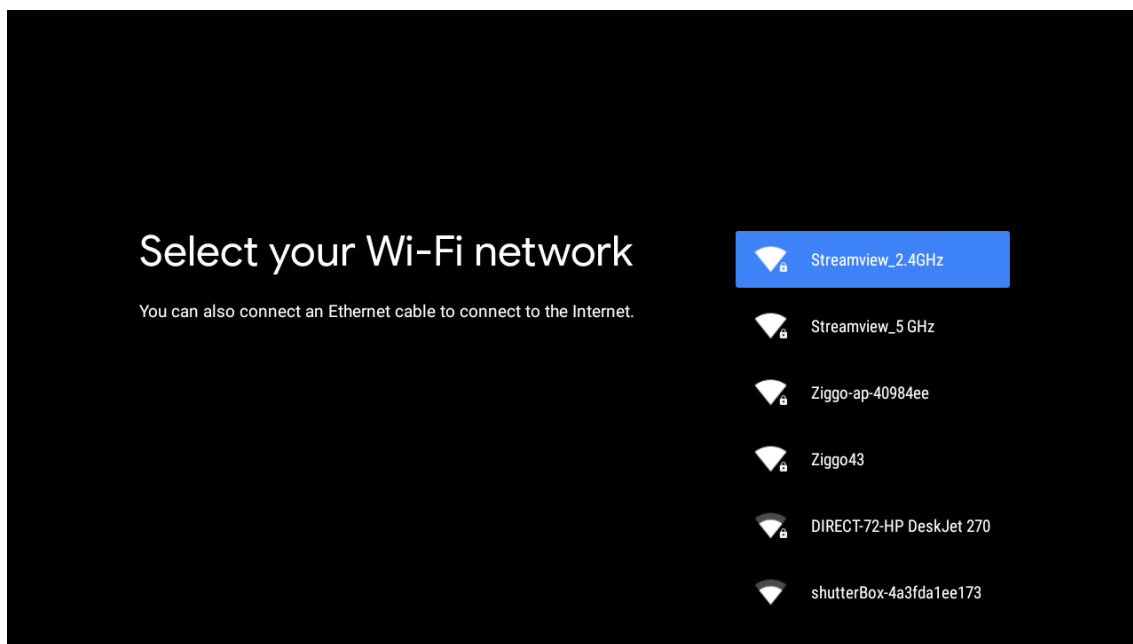 Select your Wi-Fi network
You can also connect an Ethernet cable to connect to the Internet.
Streamview_2.4GHz
Streamview_5 GHz
Ziggo-ap-40984ee
Ziggo43
DIRECT-72-HP DeskJet 270
shutterBox-4a3fda1ee173